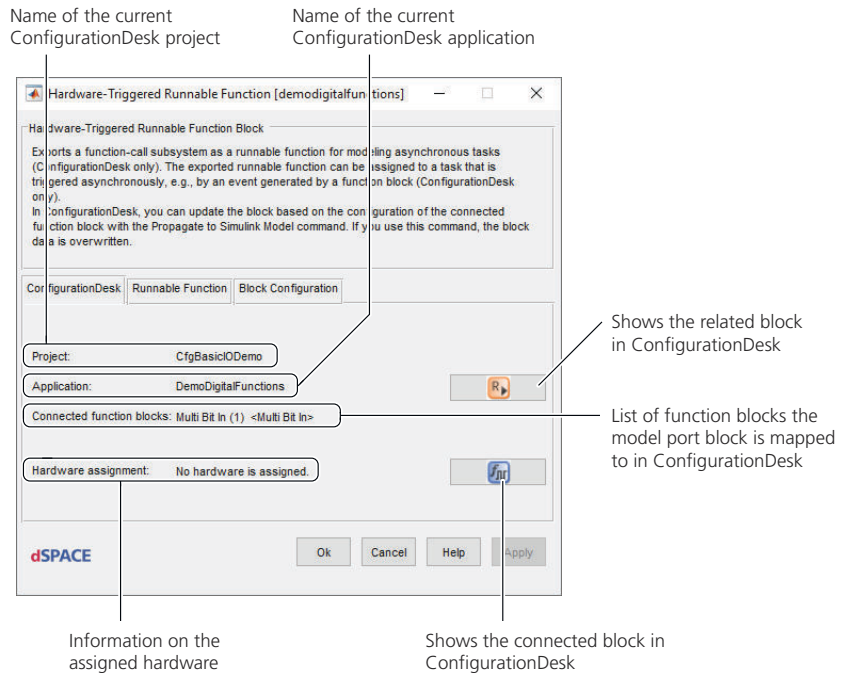 Name of the current
ConfigurationDesk project
Name of the current
ConfigurationDesk application
Hardware-Triggered Runnable Function [demodigitalfunctions]
Hardware-Triggered Runnable Function Block
Exports a function-call subsystem as a runnable function for modeling asynchronous tasks
(ConfigurationDesk only). The exported runnable function can be assigned to a task that is
triggered asynchronously, e.g., by an event generated by a function block (ConfigurationDesk
only).
In ConfigurationDesk, you can update the block based on the configuration of the connected
function block with the Propagate to Simulink Model command. If you use this command, the block
data is overwritten.
ConfigurationDesk Runnable Function Block Configuration
Project: CfgBasicIODemo
Application: DemoDigitalFunctions
R
Connected function blocks: Multi Bit In (1) <Multi Bit In>
Hardware assignment: No hardware is assigned.
Shows the related block
in ConfigurationDesk
List of function blocks the
model port block is mapped
to in ConfigurationDesk
dSPACE
Ok Cancel Help Apply
Information on the
assigned hardware
Shows the connected block in
ConfigurationDesk